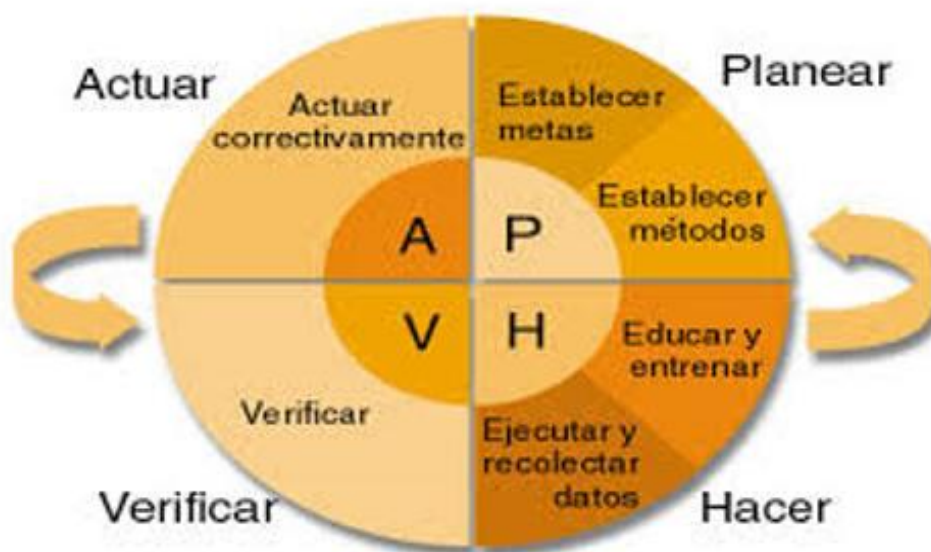 Actuar
Planear
Actuar
correctivamente
Establecer
metas
Establecer
métodos
A
P
V
H
Educar y
entrenar
Verificar
Ejecutar y
recolectar
datos
Verificar
Hacer